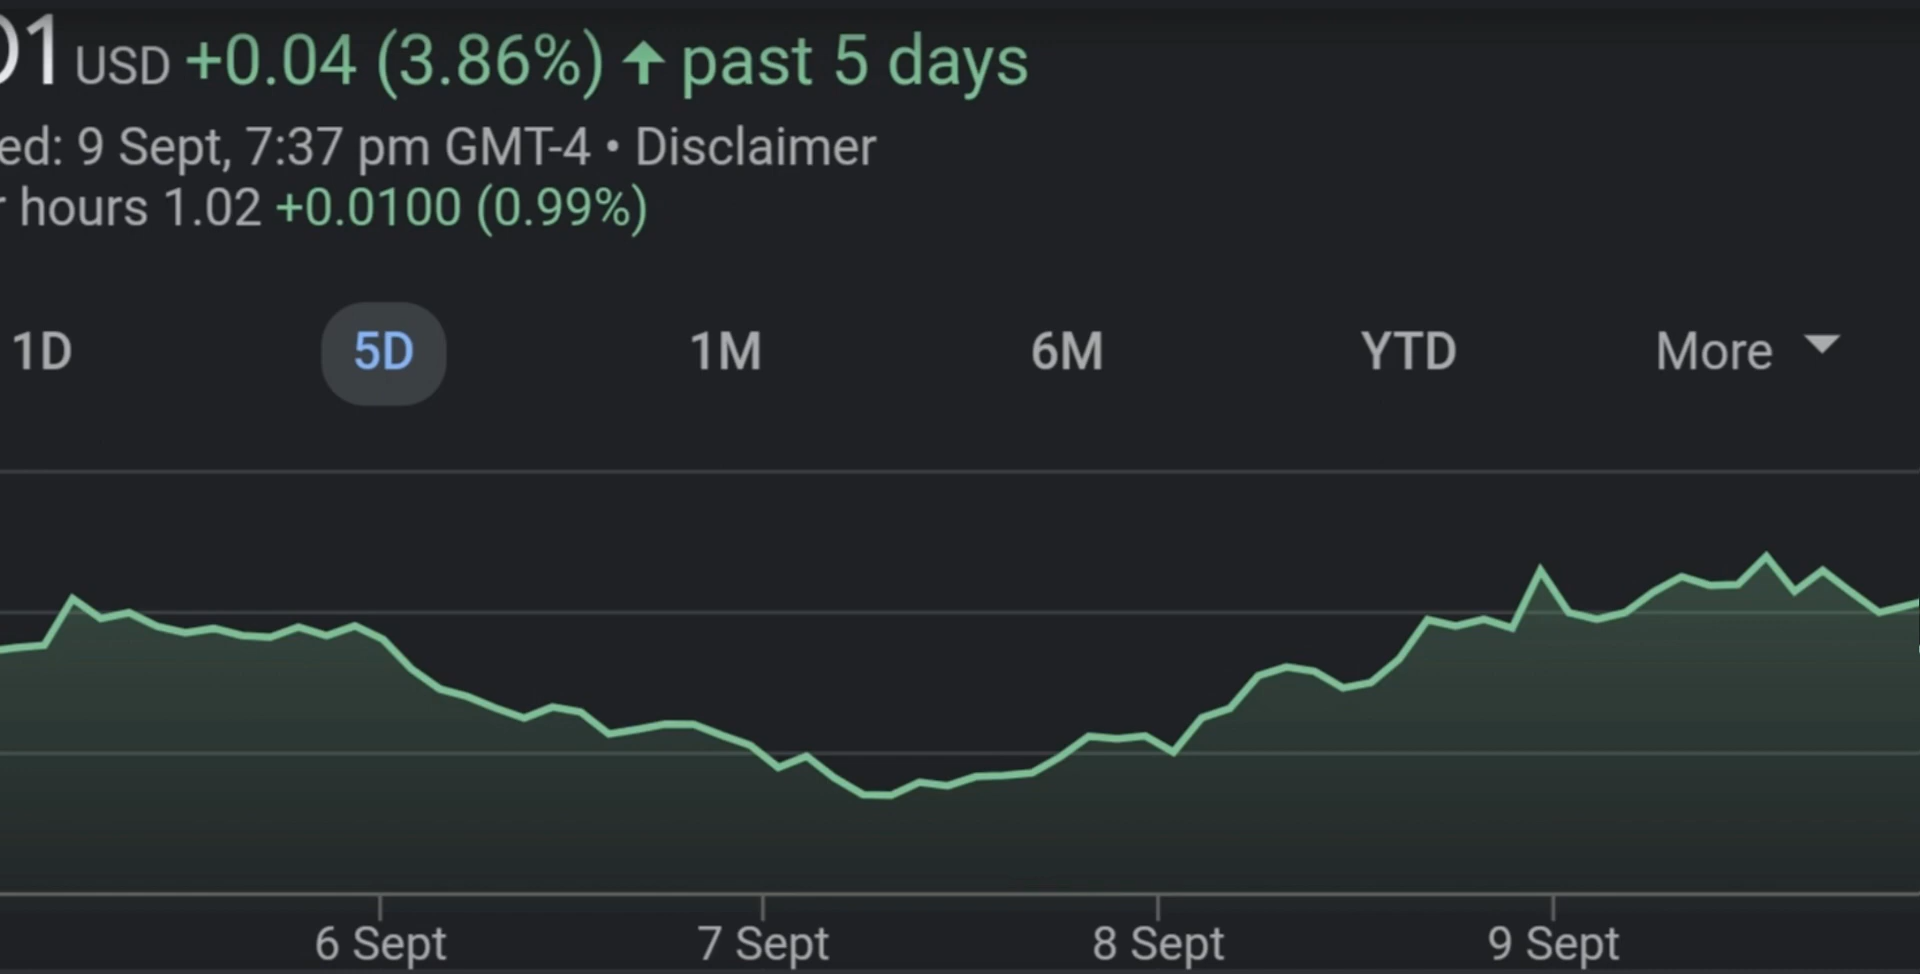 01 USD +0.04 (3.86%) ↑ past 5 days
ed: 9 Sept, 7:37 pm GMT-4 • Disclaimer
r hours 1.02 +0.0100 (0.99%)
1D 5D 1M 6M YTD More
6 Sept 7 Sept 8 Sept 9 Sept